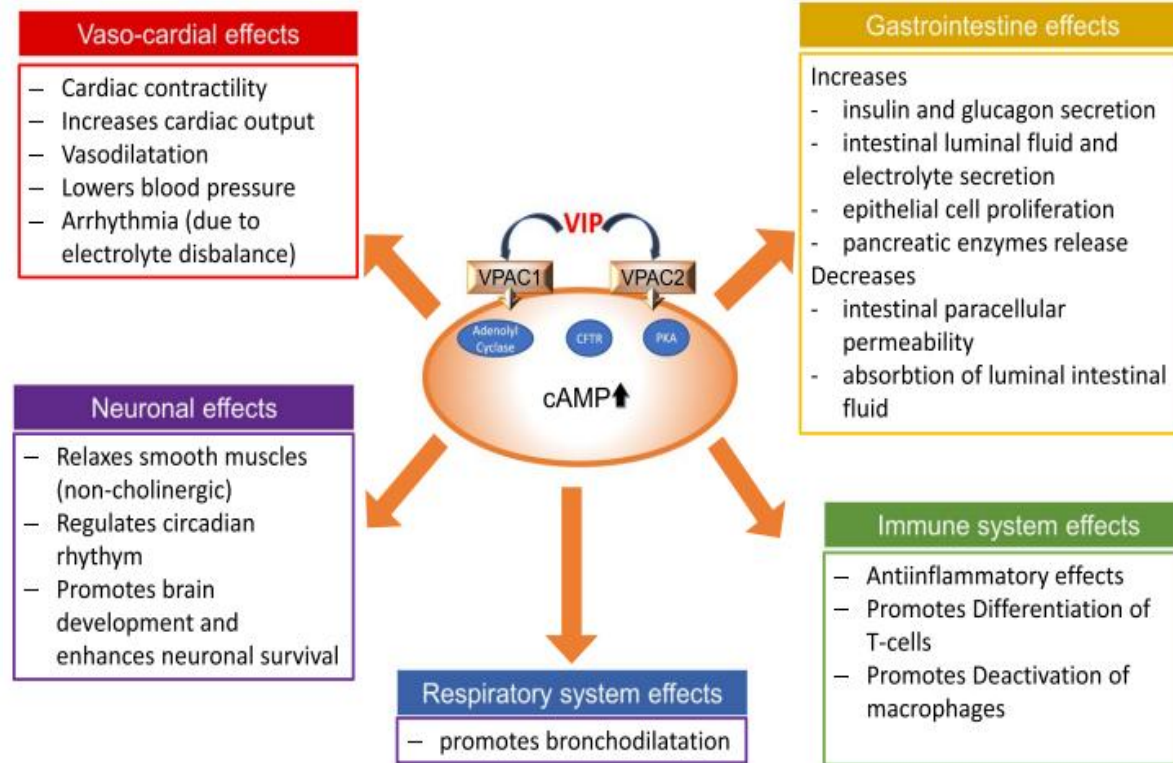 Vaso-cardial effects
– Cardiac contractility
– Increases cardiac output
– Vasodilatation
– Lowers blood pressure
– Arrhythmia (due to
electrolyte disbalance)
Gastrointestine effects
Increases
- insulin and glucagon secretion
- intestinal luminal fluid and
electrolyte secretion
- epithelial cell proliferation
- pancreatic enzymes release
Decreases
- intestinal paracellular
permeability
- absorbtion of luminal intestinal
fluid
VIP
VPAC1
VPAC2
Adenolyl
Cyclase
CFTR
PKA
cAMP
Neuronal effects
– Relaxes smooth muscles
(non-cholinergic)
– Regulates circadian
rhythym
– Promotes brain
development and
enhances neuronal survival
Immune system effects
– Antiinflammatory effects
– Promotes Differentiation of
T-cells
– Promotes Deactivation of
macrophages
Respiratory system effects
– promotes bronchodilatation